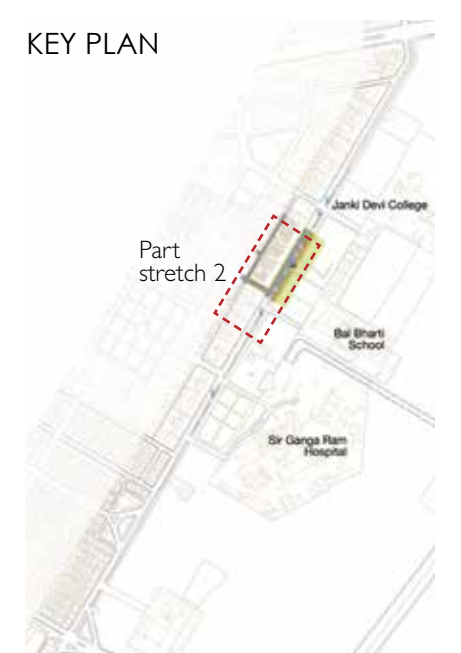 KEY PLAN
Janki Devi College
Part
stretch 2
Bal Bharti
School
Sir Ganga Ram
Hospital